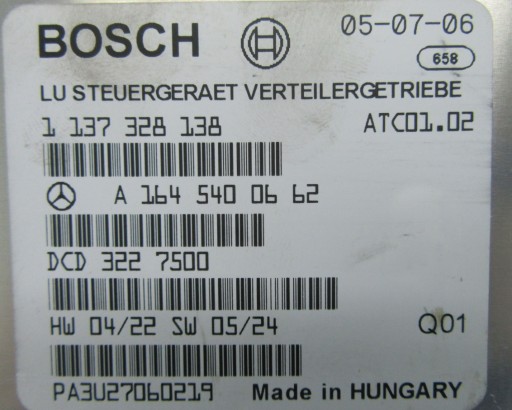 BOSCH 05-07-06
658
LU STEUERGERAET VERTEILERGETRIEBE
1 137 328 138 ATC01.02
A 164 540 06 62
DCD 322 7500
HW 04/22 SW 05/24 Q01
PA3U27060219 Made in HUNGARY